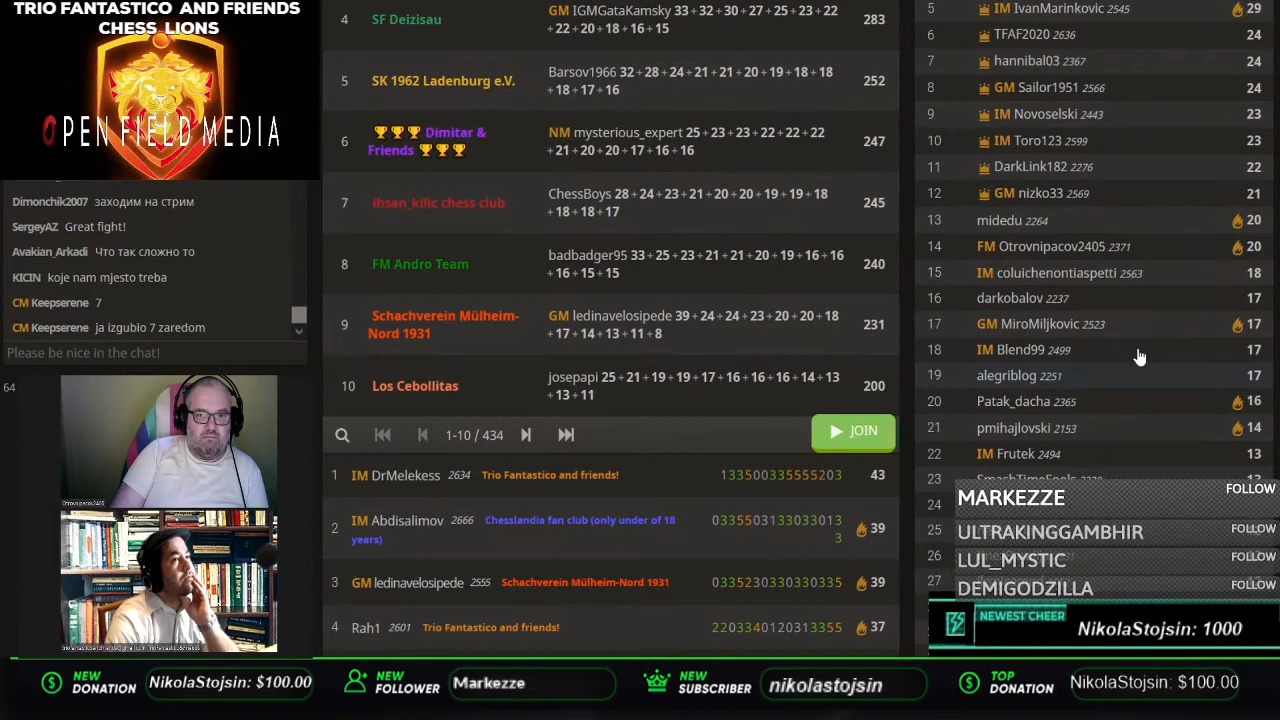 TRIO FANTASTICO AND FRIENDS
CHESS LIONS
OPEN FIELD MEDIA
Dimonchik2007 заходим на стрим
SergeyAZ Great fight!
Avakian_Arkadi Что так сложно то
KICIN koje nam mjesto treba
CM Keepserene 7
CM Keepserene ja izgubio 7 zaredom
Please be nice in the chat!
64
Otrovnipacov2405
4 SF Deizisau GM IGMGataKamsky 33+32+30+27+25+23+22
+22+20+18+16+15 283
5 SK 1962 Ladenburg e.V. Barsov1966 32+28+24+21+21+20+19+18+18
+18+17+16 252
6 🏆🏆🏆 Dimitar &
Friends 🏆🏆🏆 NM mysterious_expert 25+23+23+22+22+22
+21+20+20+17+16+16 247
7 ihsan_kilic chess club ChessBoys 28+24+23+21+20+20+19+19+18
+18+18+17 245
8 FM Andro Team badbadger95 33+25+23+21+21+20+19+16+16
+16+15+15 240
9 Schachverein Mülheim-
Nord 1931 GM ledinavelosipede 39+24+24+23+20+20+18
+17+14+13+11+8 231
10 Los Cebollitas josepapi 25+21+19+19+17+16+16+16+14+13
+13+11 200
1-10 / 434 JOIN
1 IM DrMelekess 2634 Trio Fantastico and friends! 1335003355555203 43
2 IM Abdisalimov 2666 Chesslandia fan club (only under of 18
years) 033550313303301
3 39
3 GM ledinavelosipede 2555 Schachverein Mülheim-Nord 1931 0335230330330335 39
4 Rah1 2601 Trio Fantastico and friends! 2203340120313355 37
5 IM IvanMarinkovic 2545 29
6 TFAF2020 2636 24
7 hannibal03 2367 24
8 GM Sailor1951 2566 24
9 IM Novoselski 2443 23
10 IM Toro123 2599 23
11 DarkLink182 2276 22
12 GM nizko33 2569 21
13 midedu 2264 20
14 FM Otrovnipacov2405 2371 20
15 IM coluichenontiaspetti 2563 18
16 darkobalov 2237 17
17 GM MiroMiljkovic 2523 17
18 IM Blend99 2499 17
19 alegriblog 2251 17
20 Patak_dacha 2365 16
21 pmihajlovski 2153 14
22 IM Frutek 2494 13
23 SmashTimeFools
24
25
26
27
MARKEZZE FOLLOW
ULTRAKINGGAMBHIR FOLLOW
LUL_MYSTIC FOLLOW
DEMIGODZILLA FOLLOW
NEWEST CHEER
NikolaStojsin: 1000
NEW
DONATION
NikolaStojsin: $100.00
NEW
FOLLOWER
Markezze
NEW
SUBSCRIBER
nikolastojsin
TOP
DONATION
NikolaStojsin: $100.00